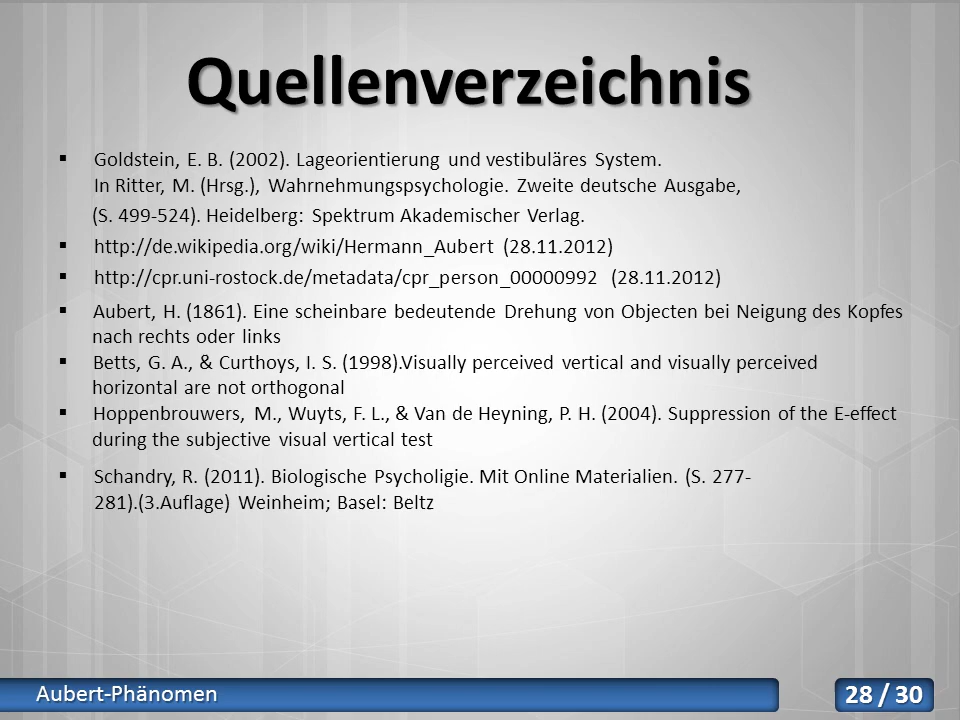 Quellenverzeichnis
▪ Goldstein, E. B. (2002). Lageorientierung und vestibuläres System.
In Ritter, M. (Hrsg.), Wahrnehmungspsychologie. Zweite deutsche Ausgabe,
(S. 499-524). Heidelberg: Spektrum Akademischer Verlag.
▪ http://de.wikipedia.org/wiki/Hermann_Aubert (28.11.2012)
▪ http://cpr.uni-rostock.de/metadata/cpr_person_00000992 (28.11.2012)
▪ Aubert, H. (1861). Eine scheinbare bedeutende Drehung von Objecten bei Neigung des Kopfes
nach rechts oder links
▪ Betts, G. A., & Curthoys, I. S. (1998).Visually perceived vertical and visually perceived
horizontal are not orthogonal
▪ Hoppenbrouwers, M., Wuyts, F. L., & Van de Heyning, P. H. (2004). Suppression of the E-effect
during the subjective visual vertical test
▪ Schandry, R. (2011). Biologische Psycholigie. Mit Online Materialien. (S. 277-
281).(3.Auflage) Weinheim; Basel: Beltz
Aubert-Phänomen
28 / 30